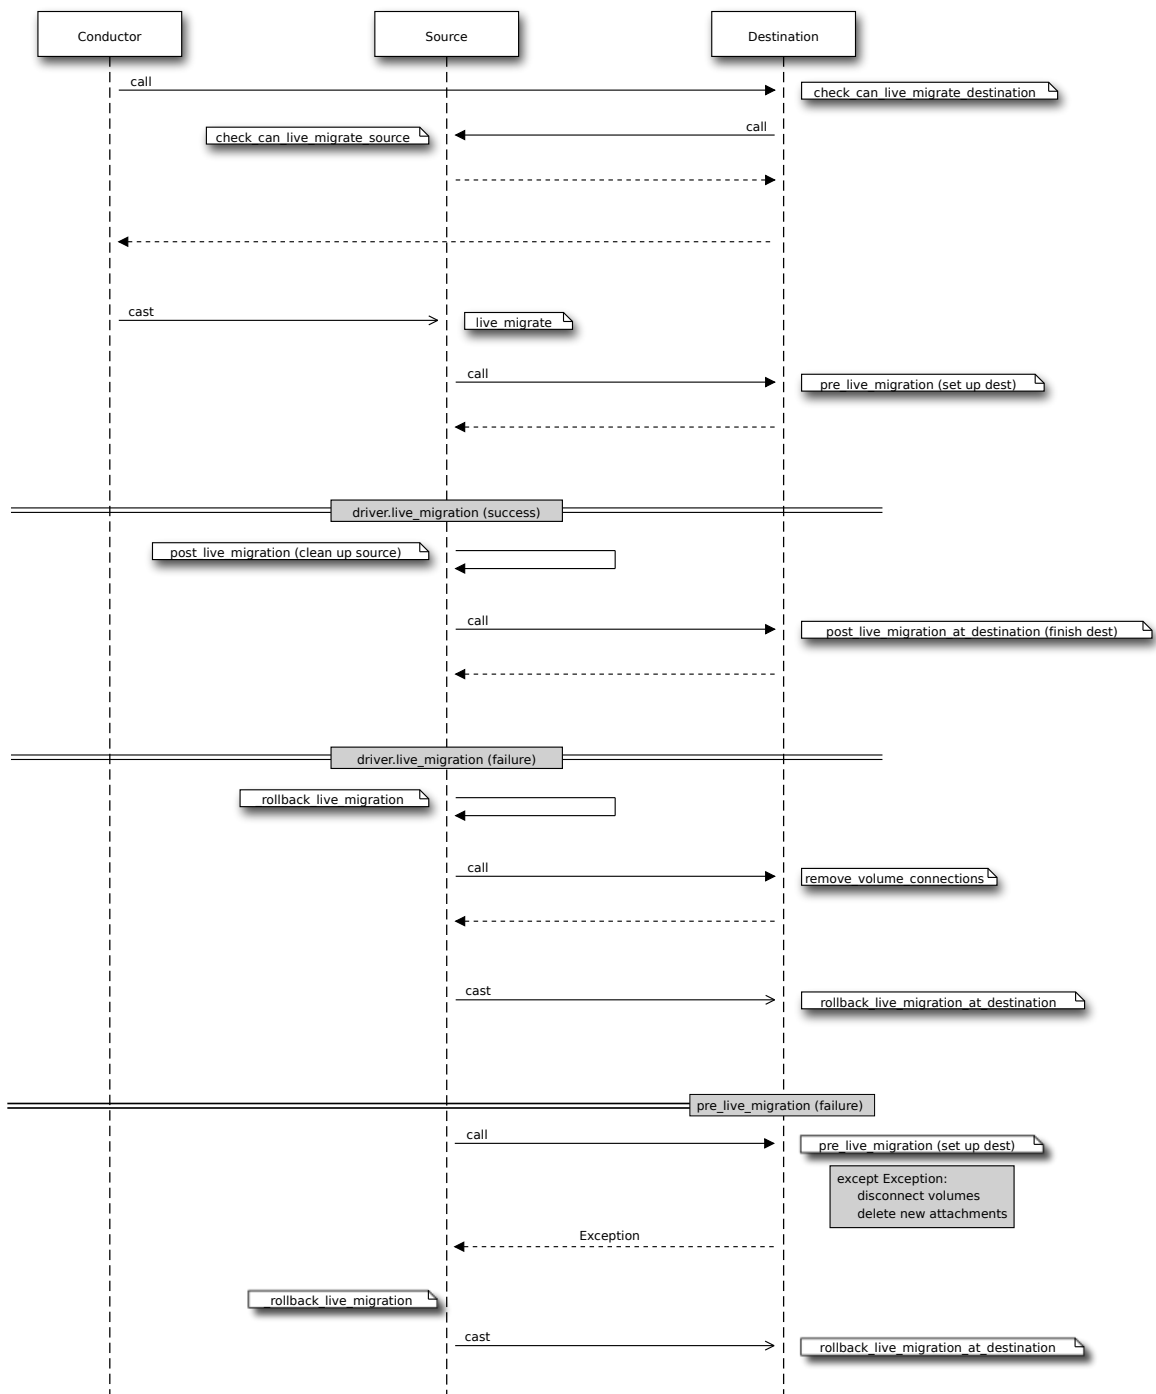 Conductor
Source
Destination
call
check_can_live_migrate_destination
call
check_can_live_migrate_source
cast
live_migrate
call
pre_live_migration (set up dest)
driver.live_migration (success)
post_live_migration (clean up source)
call
post_live_migration_at_destination (finish dest)
driver.live_migration (failure)
_rollback_live_migration
call
remove_volume_connections
cast
rollback_live_migration_at_destination
pre_live_migration (failure)
call
pre_live_migration (set up dest)
except Exception:
disconnect volumes
delete new attachments
Exception
_rollback_live_migration
cast
rollback_live_migration_at_destination